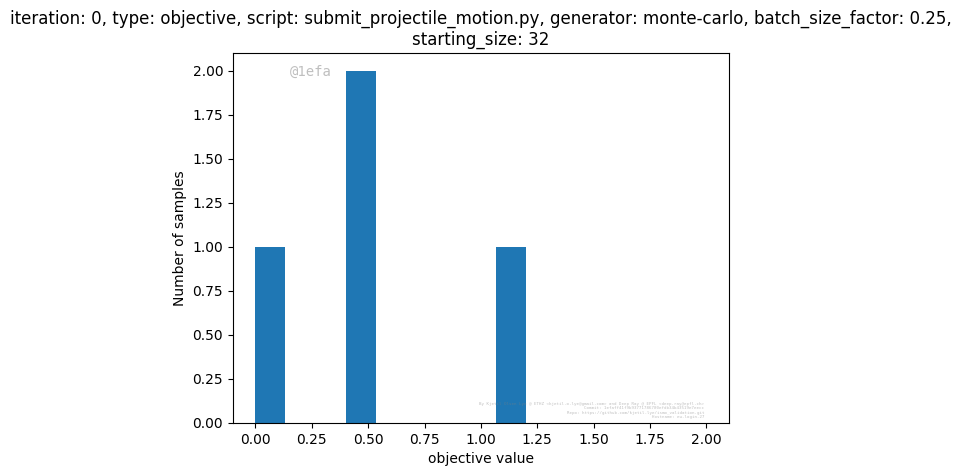 iteration: 0, type: objective, script: submit_projectile_motion.py, generator: monte-carlo, batch_size_factor: 0.25,
starting_size: 32
@1efa
2.00
1.75
1.50
1.25
1.00
0.75
0.50
0.25
0.00
Number of samples
0.00 0.25 0.50 0.75 1.00 1.25 1.50 1.75 2.00
objective value